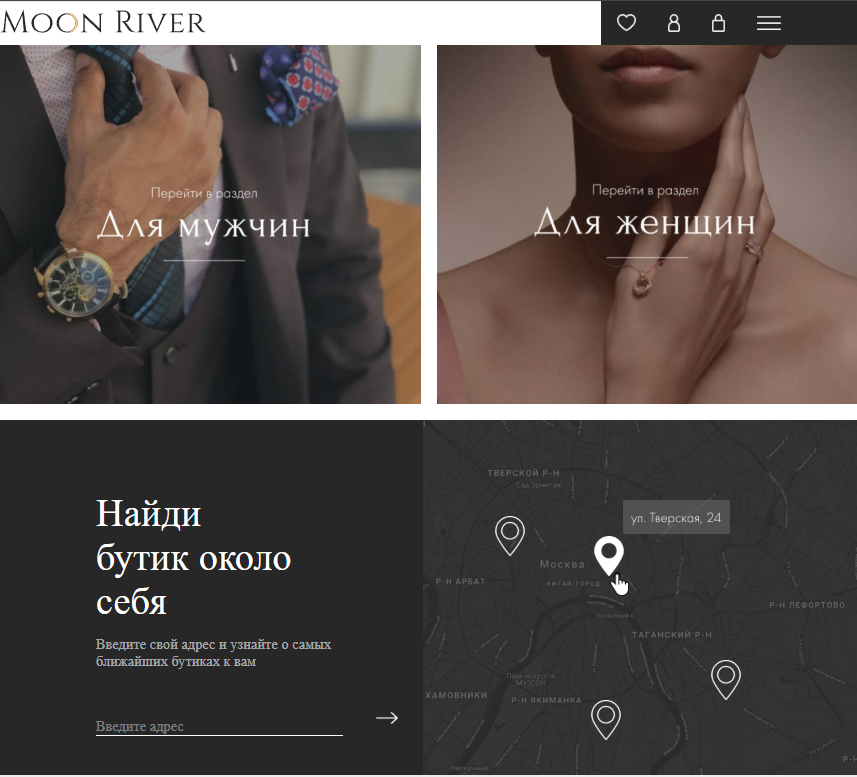 MOON RIVER
Перейти в раздел
Для мужчин
Перейти в раздел
Для женщин
Найди
бутик около
себя
Введите свой адрес и узнайте о самых
ближайших бутиках к вам
Введите адрес
ТВЕРСКОЙ Р-Н
Сад Эрмитаж
ул. Тверская, 24
Москва
КИТАЙ-ГОРОД
Р-Н АРБАТ
Р-Н ЛЕФОРТОВО
ТАГАНСКИЙ Р-Н
Парк искусств
МУЗЕОН
ХАМОВНИКИ
Р-Н ЯКИМАНКА